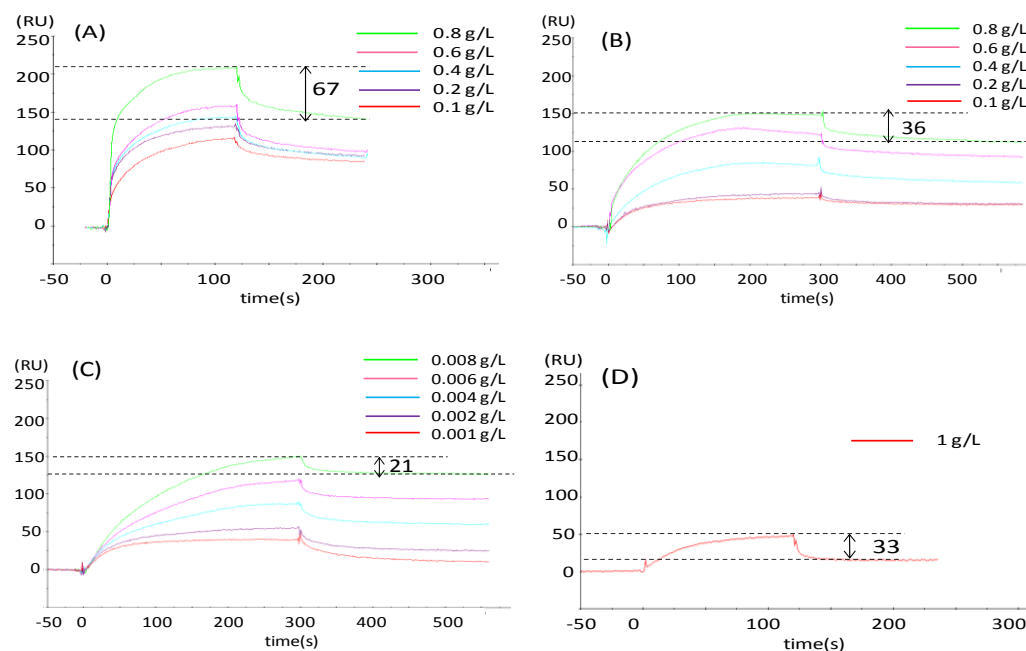 (RU)
(A)
250
200
150
100
50
0
-50
0
100
200
300
time(s)
67
0.8 g/L
0.6 g/L
0.4 g/L
0.2 g/L
0.1 g/L
(RU)
(B)
250
200
150
100
50
0
-50
0
100
200
300
400
500
time(s)
36
0.8 g/L
0.6 g/L
0.4 g/L
0.2 g/L
0.1 g/L
(RU)
(C)
250
200
150
100
50
0
-50
0
100
200
300
400
500
time(s)
21
0.008 g/L
0.006 g/L
0.004 g/L
0.002 g/L
0.001 g/L
(RU)
(D)
250
200
150
100
50
0
-50
0
100
200
300
time(s)
33
1 g/L